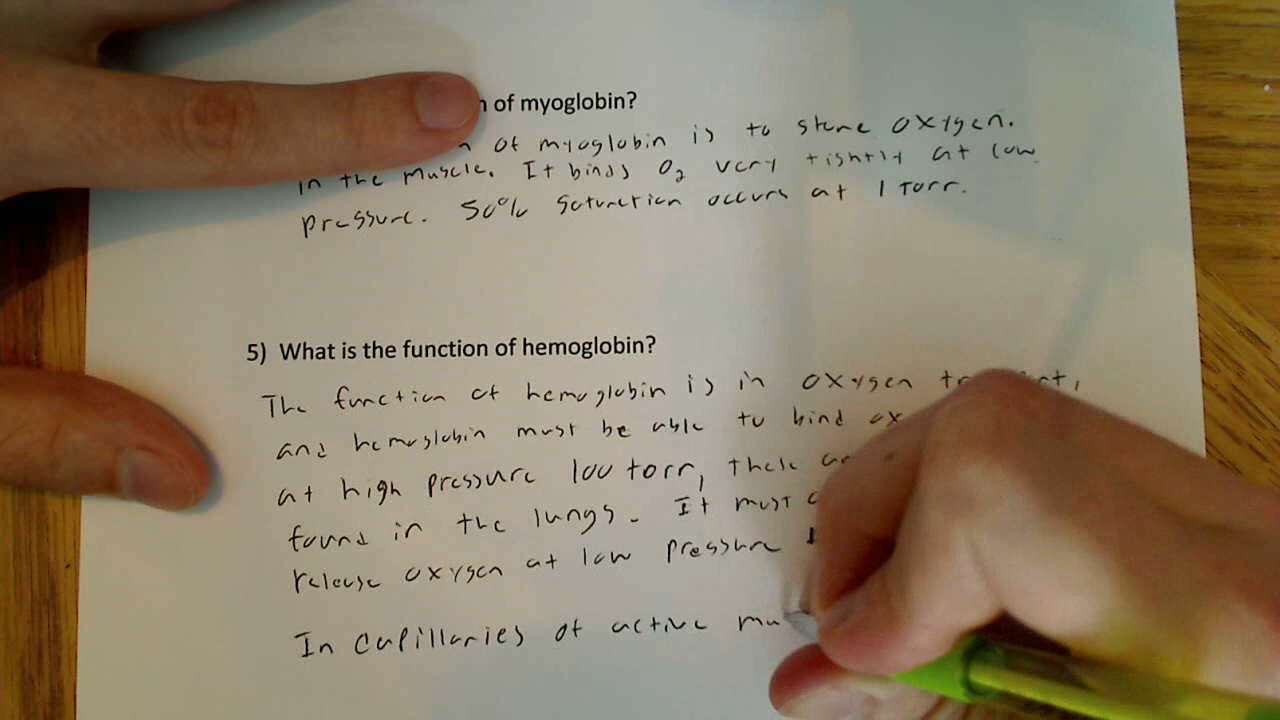 of myoglobin?
of myoglobin is to store oxygen.
in the muscle. It binds O2 very tightly at low
pressure. 50% saturation occurs at 1 Torr.
5) What is the function of hemoglobin?
The function of hemoglobin is in oxygen
and hemoglobin must be able to bind
at high pressure 100 torr, these
found in the lungs. It must
release oxygen at low pressure
In capillaries of active